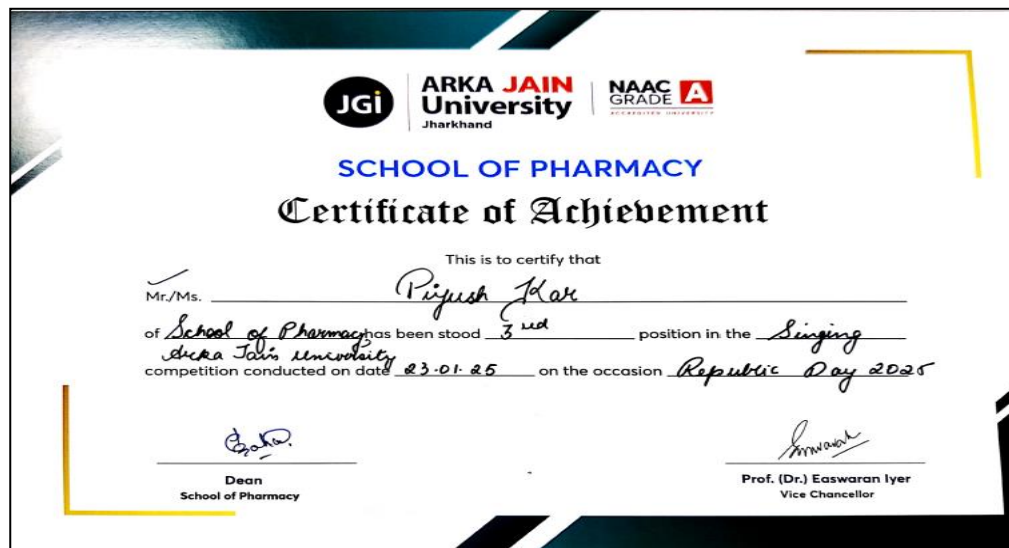 JGi
ARKA JAIN
University
Jharkhand
NAAC
GRADE A
ACCREDITED UNIVERSITY
SCHOOL OF PHARMACY
Certificate of Achievement
This is to certify that
Mr./Ms. Piyush Kar
of School of Pharmacy, has been stood 3rd position in the Singing
Arka Jain University
competition conducted on date 23.01.25 on the occasion Republic Day 2025
Dean
School of Pharmacy
Prof. (Dr.) Easwaran Iyer
Vice Chancellor